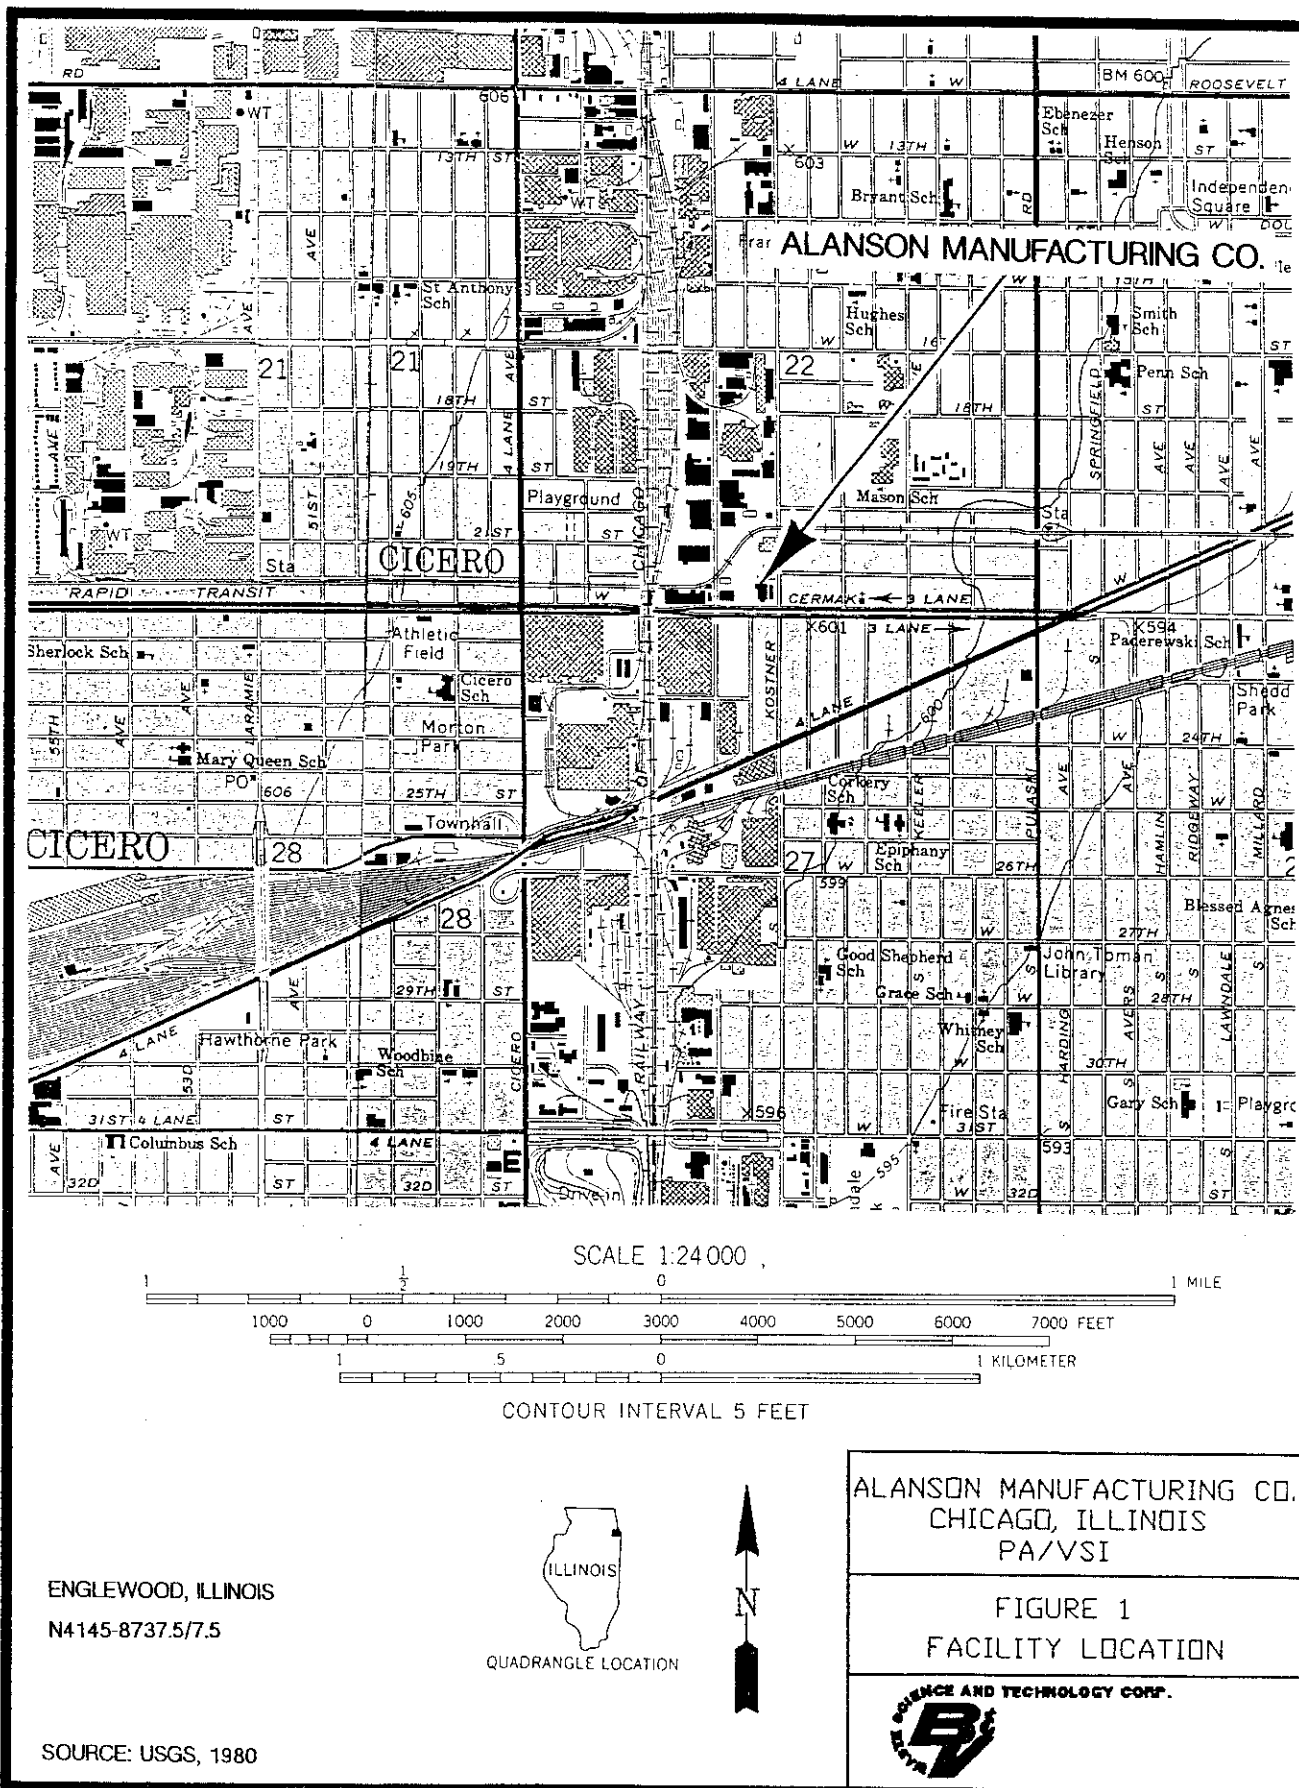 RD
606
4 LANE
W
BM 600
ROOSEVELT
WT
Ebenezer
Sch
13TH ST
W 13TH
603
Henson
Sch
ST
WT
Bryant Sch
RD
Independen
Square
W
AVE
ALANSON MANUFACTURING CO.
St Anthony
Sch
W
15TH
AVE
Hughes
Sch
Smith
Sch
W 16
ST
21
21
AVE
22
Penn Sch
18TH ST
18TH
ST
SPRINGFIELD
AVE
4 LANE
19TH ST
AVE
AVE
AVE
AVE
51ST
605
Playground
CHICAGO
Mason Sch
Sta
WT
21ST ST
Sta
CICERO
W
RAPID TRANSIT
W
CERMAK
3 LANE
X601
3 LANE
X594
Athletic
Field
Paderewski Sch
Sherlock Sch
S
Cicero
Sch
KOSTNER
Shedd
Park
55TH
AVE
AVE
LARAMIE
Morton
Park
4 LANE
600
W 24TH
Mary Queen Sch
PO
606
25TH ST
OF
Corkery
Sch
KEELER
PULASKI
AVE
AVE
HAMLIN
RIDGEWAY
W
MILLARD
Townhall
CICERO
28
27
W
Epiphany
Sch
26TH
599
28
Blessed Agnes
Sch
W
27TH
Good Shepherd
Sch
S
John Toman
Library
29TH ST
Grace Sch
W
28TH
AVE
S
S
S
S
LAWNDALE
4 LANE
Hawthorne Park
CICERO
RAILWAY
Whitney
Sch
AVERS
HARDING
53D
Woodbine
Sch
W
30TH
31ST 4 LANE ST
X596
Fire Sta
31ST
W
Gary Sch
Playgro
Columbus Sch
4 LANE
593
AVE
32D ST
32D ST
Drive-in
595
W 32D
ST
SCALE 1:24 000
1 1/2 0 1 MILE
1000 0 1000 2000 3000 4000 5000 6000 7000 FEET
1 .5 0 1 KILOMETER
CONTOUR INTERVAL 5 FEET
ALANSON MANUFACTURING CO.
CHICAGO, ILLINOIS
PA/VSI
ILLINOIS
ENGLEWOOD, ILLINOIS
N4145-8737.5/7.5
N
QUADRANGLE LOCATION
FIGURE 1
FACILITY LOCATION
WASTE SCIENCE AND TECHNOLOGY CORP.
SOURCE: USGS, 1980